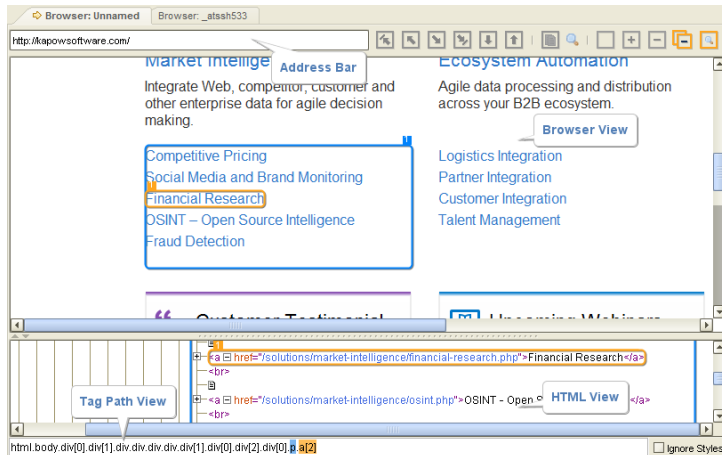 Browser: Unnamed
Browser: _atssh533
http://kapowsoftware.com/
Address Bar
Market Intellige
Ecosystem Automation
Integrate Web, competitor, customer and
other enterprise data for agile decision
making.
Agile data processing and distribution
across your B2B ecosystem.
Browser View
Competitive Pricing
Social Media and Brand Monitoring
Financial Research
OSINT – Open Source Intelligence
Fraud Detection
Logistics Integration
Partner Integration
Customer Integration
Talent Management
Customer Testimonial
Upcoming Webinars
<a href="/solutions/market-intelligence/financial-research.php">Financial Research</a>
<br>
<a href="/solutions/market-intelligence/osint.php">OSINT - Open </a>
<br>
Tag Path View
HTML View
html.body.div[0].div[1].div.div.div.div.div[1].div[0].div[2].div[0].p.a[2]
Ignore Styles